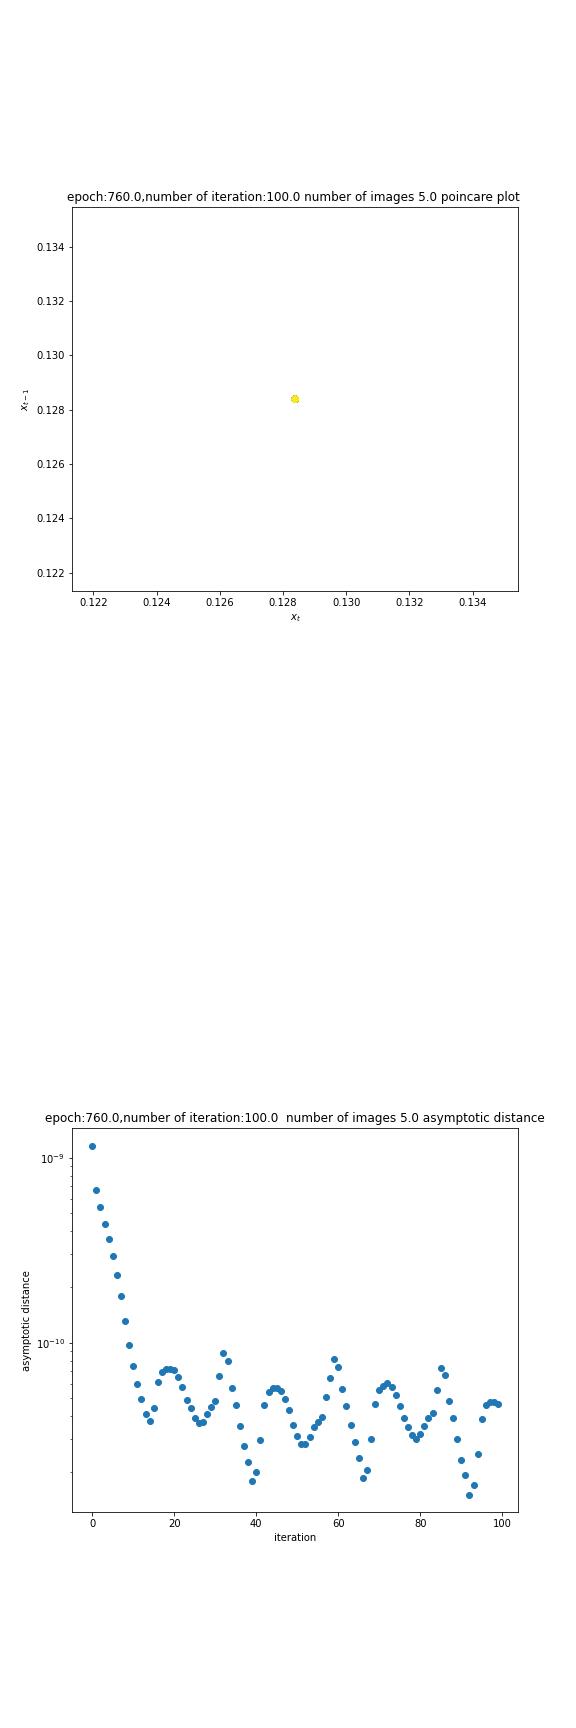 epoch:760.0,number of iteration:100.0 number of images 5.0 poincare plot
0.134
0.132
0.130
0.128
0.126
0.124
0.122
x_{t-1}
0.122 0.124 0.126 0.128 0.130 0.132 0.134
x_t
epoch:760.0,number of iteration:100.0  number of images 5.0 asymptotic distance
10^{-9}
10^{-10}
asymptotic distance
0 20 40 60 80 100
iteration